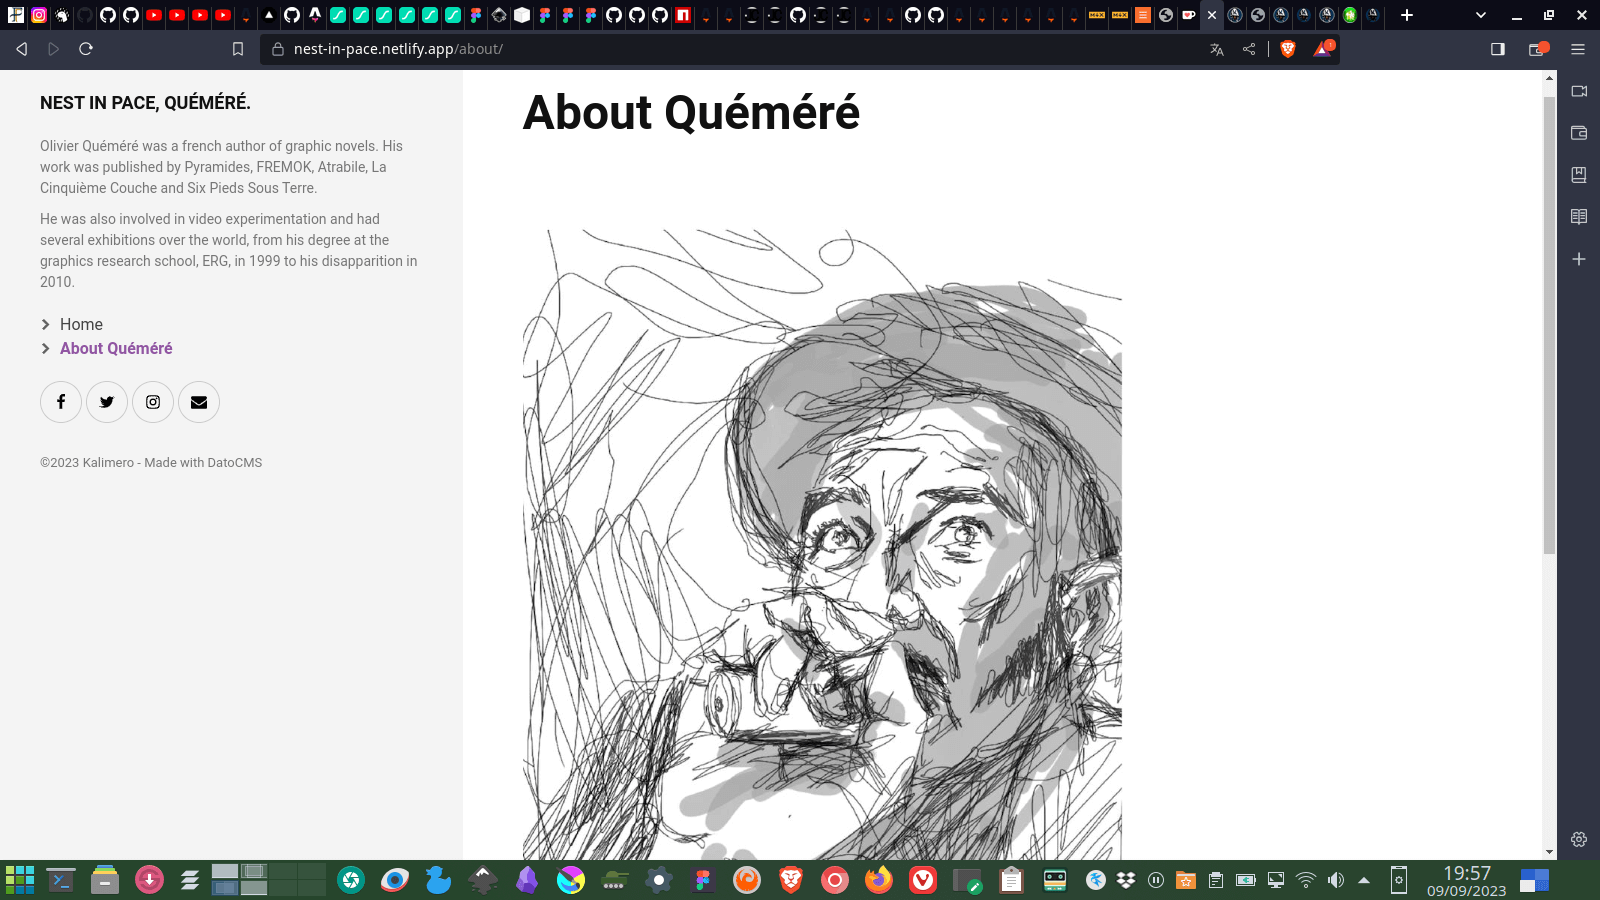 nest-in-pace.netlify.app/about/
NEST IN PACE, QUÉMÉRÉ.
Olivier Quéméré was a french author of graphic novels. His
work was published by Pyramides, FREMOK, Atrabile, La
Cinquième Couche and Six Pieds Sous Terre.
He was also involved in video experimentation and had
several exhibitions over the world, from his degree at the
graphics research school, ERG, in 1999 to his disapparition in
2010.
Home
About Quéméré
©2023 Kalimero - Made with DatoCMS
About Quéméré
19:57
09/09/2023